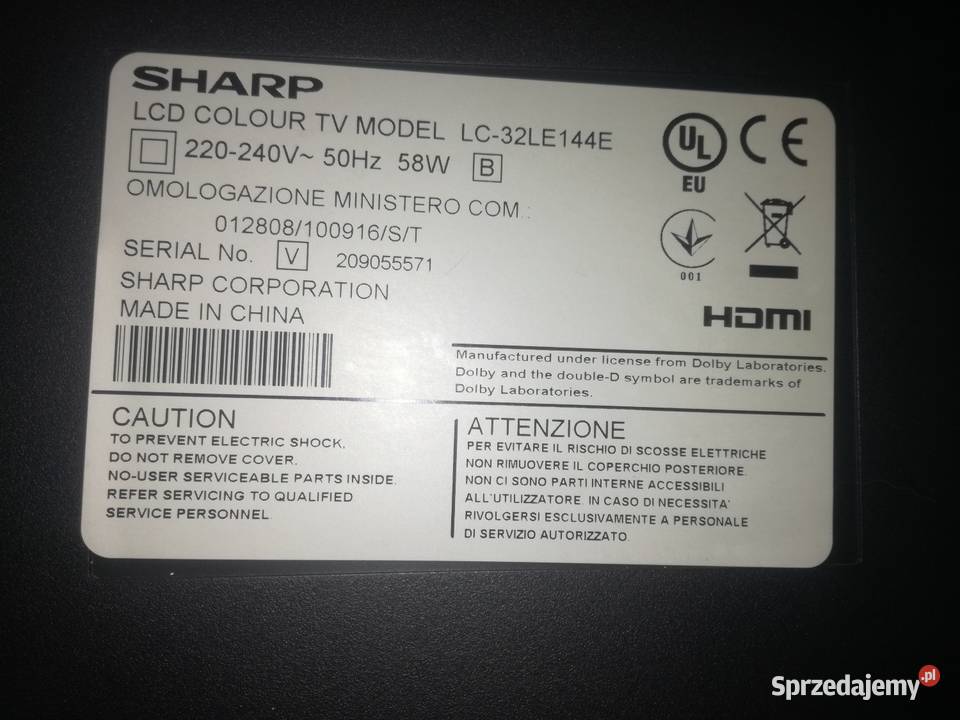 SHARP
LCD COLOUR TV MODEL LC-32LE144E
220-240V~ 50Hz 58W B
OMOLOGAZIONE MINISTERO COM.:
012808/100916/S/T
SERIAL No. V 209055571
SHARP CORPORATION
MADE IN CHINA
UL
EU
CE
001
HDMI
Manufactured under license from Dolby Laboratories.
Dolby and the double-D symbol are trademarks of
Dolby Laboratories.
CAUTION
TO PREVENT ELECTRIC SHOCK,
DO NOT REMOVE COVER.
NO-USER SERVICEABLE PARTS INSIDE.
REFER SERVICING TO QUALIFIED
SERVICE PERSONNEL.
ATTENZIONE
PER EVITARE IL RISCHIO DI SCOSSE ELETTRICHE
NON RIMUOVERE IL COPERCHIO POSTERIORE.
NON CI SONO PARTI INTERNE ACCESSIBILI
ALL'UTILIZZATORE. IN CASO DI NECESSITA'
RIVOLGERSI ESCLUSIVAMENTE A PERSONALE
DI SERVIZIO AUTORIZZATO.
Sprzedajemy.pl